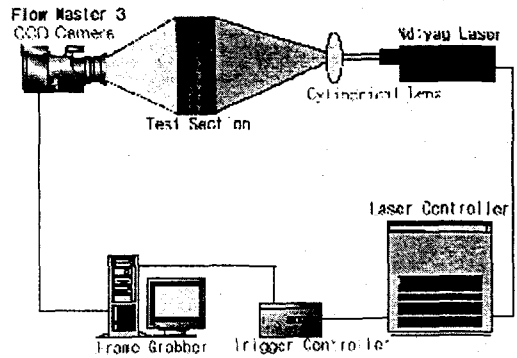 Flow Master 3
CCD Camera
Nd:yag Laser
Cylindrical lens
Test Section
Laser Controller
Frame Grabber
Trigger Controller